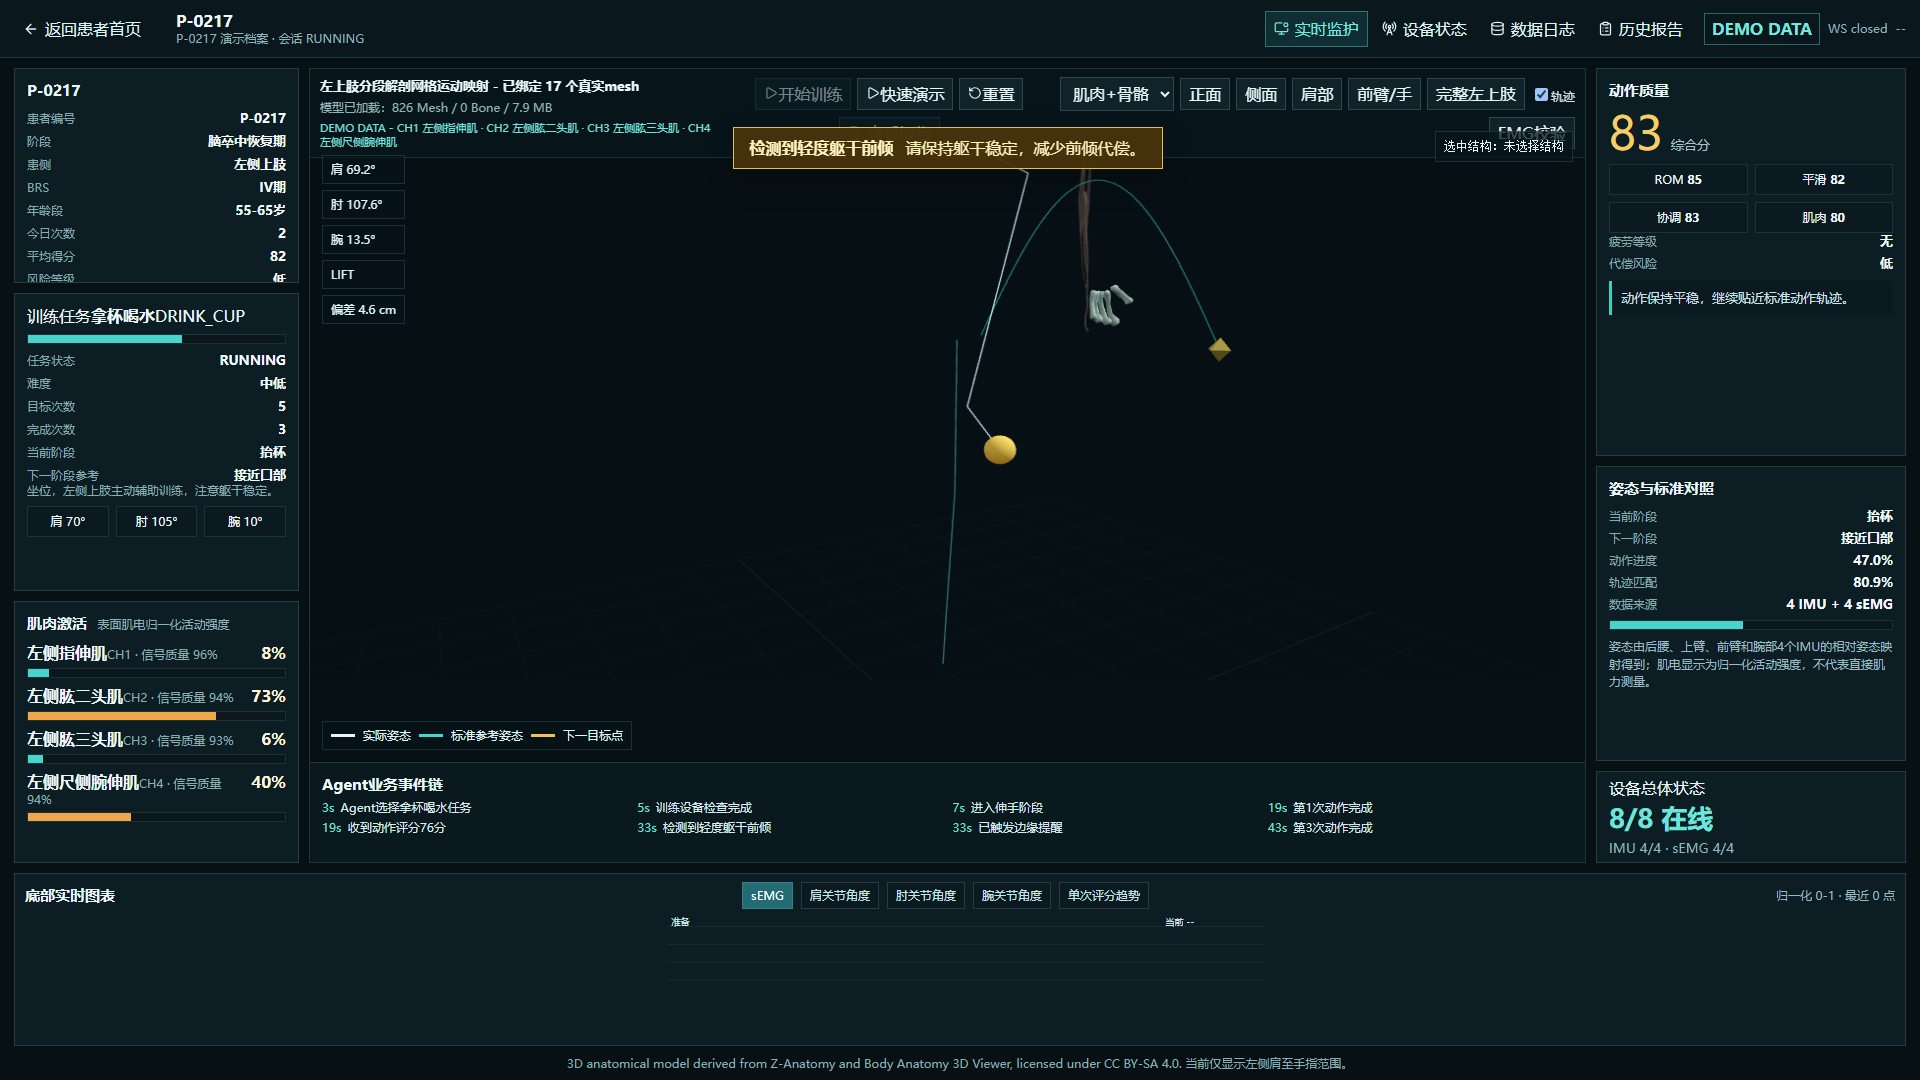 返回患者首页
P-0217
P-0217 演示档案 · 会话 RUNNING
实时监护
设备状态
数据日志
历史报告
DEMO DATA
WS closed --
P-0217
患者编号 P-0217
阶段 脑卒中恢复期
患侧 左侧上肢
BRS IV期
年龄段 55-65岁
今日次数 2
平均得分 82
风险等级 低
训练任务拿杯喝水DRINK_CUP
任务状态 RUNNING
难度 中低
目标次数 5
完成次数 3
当前阶段 抬杯
下一阶段参考 接近口部
坐位，左侧上肢主动辅助训练，注意躯干稳定。
肩 70° 肘 105° 腕 10°
肌肉激活 表面肌电归一化活动强度
左侧指伸肌CH1 · 信号质量 96% 8%
左侧肱二头肌CH2 · 信号质量 94% 73%
左侧肱三头肌CH3 · 信号质量 93% 6%
左侧尺侧腕伸肌CH4 · 信号质量 94% 40%
左上肢分段解剖网格运动映射 - 已绑定 17 个真实mesh
模型已加载：826 Mesh / 0 Bone / 7.9 MB
DEMO DATA - CH1 左侧指伸肌 · CH2 左侧肱二头肌 · CH3 左侧肱三头肌 · CH4
左侧尺侧腕伸肌
开始训练 快速演示 重置
肌肉+骨骼 正面 侧面 肩部 前臂/手 完整左上肢 轨迹
EMG校验
选中结构：未选择结构
检测到轻度躯干前倾 请保持躯干稳定，减少前倾代偿。
肩 69.2°
肘 107.6°
腕 13.5°
LIFT
偏差 4.6 cm
实际姿态 标准参考姿态 下一目标点
Agent业务事件链
3s Agent选择拿杯喝水任务 5s 训练设备检查完成 7s 进入伸手阶段 19s 第1次动作完成
19s 收到动作评分76分 33s 检测到轻度躯干前倾 33s 已触发边缘提醒 43s 第3次动作完成
动作质量
83 综合分
ROM 85 平滑 82
协调 83 肌肉 80
疲劳等级 无
代偿风险 低
动作保持平稳，继续贴近标准动作轨迹。
姿态与标准对照
当前阶段 抬杯
下一阶段 接近口部
动作进度 47.0%
轨迹匹配 80.9%
数据来源 4 IMU + 4 sEMG
姿态由后腰、上臂、前臂和腕部4个IMU的相对姿态映
射得到；肌电显示为归一化活动强度，不代表直接肌
力测量。
设备总体状态
8/8 在线
IMU 4/4 · sEMG 4/4
底部实时图表
sEMG 肩关节角度 肘关节角度 腕关节角度 单次评分趋势
归一化 0-1 · 最近 0 点
准备 当前 --
3D anatomical model derived from Z-Anatomy and Body Anatomy 3D Viewer, licensed under CC BY-SA 4.0. 当前仅显示左侧肩至手指范围。